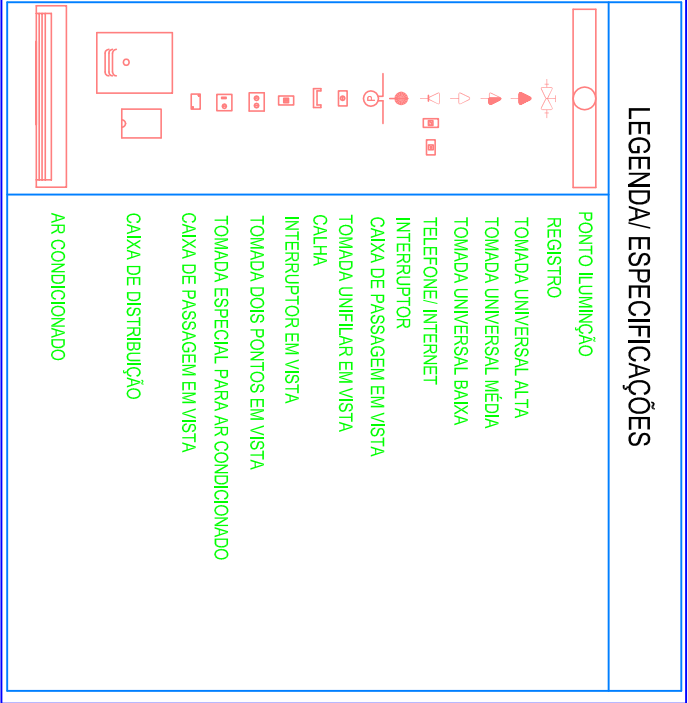 LEGENDA/ ESPECIFICAÇÕES
PONTO ILUMINÇÃO
REGISTRO
TOMADA UNIVERSAL ALTA
TOMADA UNIVERSAL MÉDIA
TOMADA UNIVERSAL BAIXA
TELEFONE/ INTERNET
INTERRUPTOR
P
CAIXA DE PASSAGEM EM VISTA
TOMADA UNIFILAR EM VISTA
CALHA
INTERRUPTOR EM VISTA
TOMADA DOIS PONTOS EM VISTA
TOMADA ESPECIAL PARA AR CONDICIONADO
CAIXA DE PASSAGEM EM VISTA
CAIXA DE DISTRIBUIÇÃO
AR CONDICIONADO